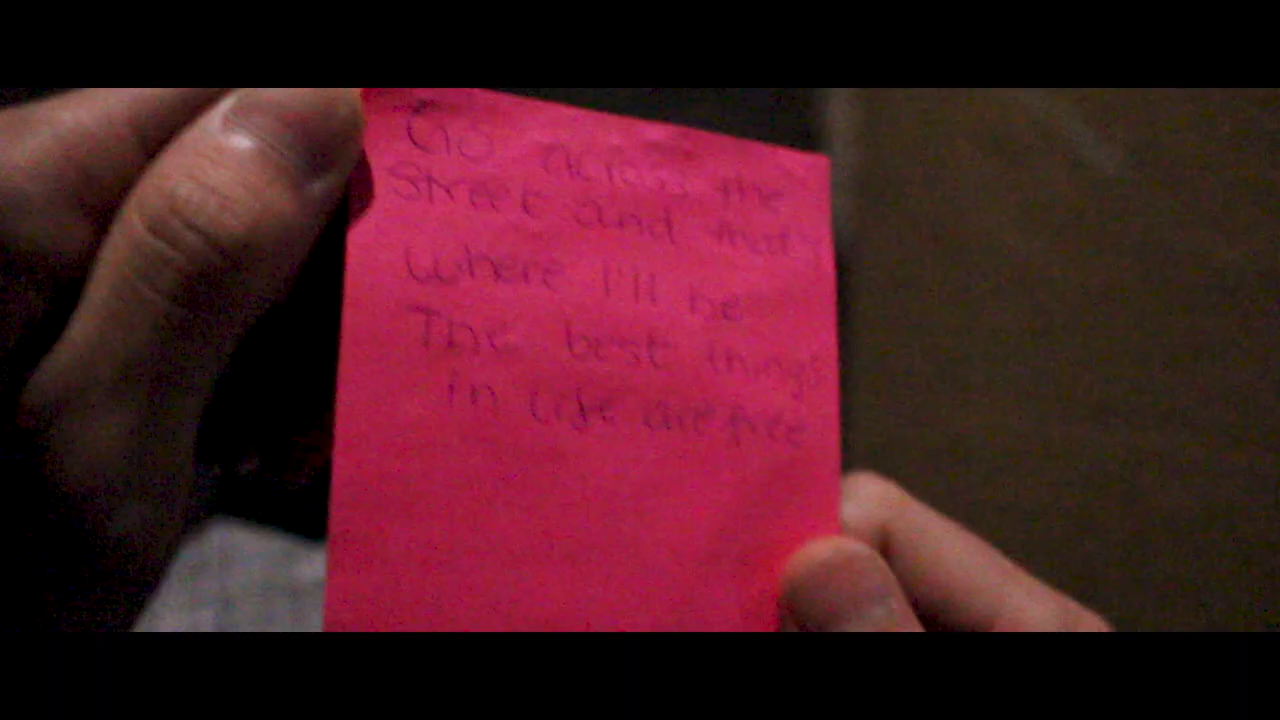 Go across the
Street and that
Where I'll be
The best things
in Life are free